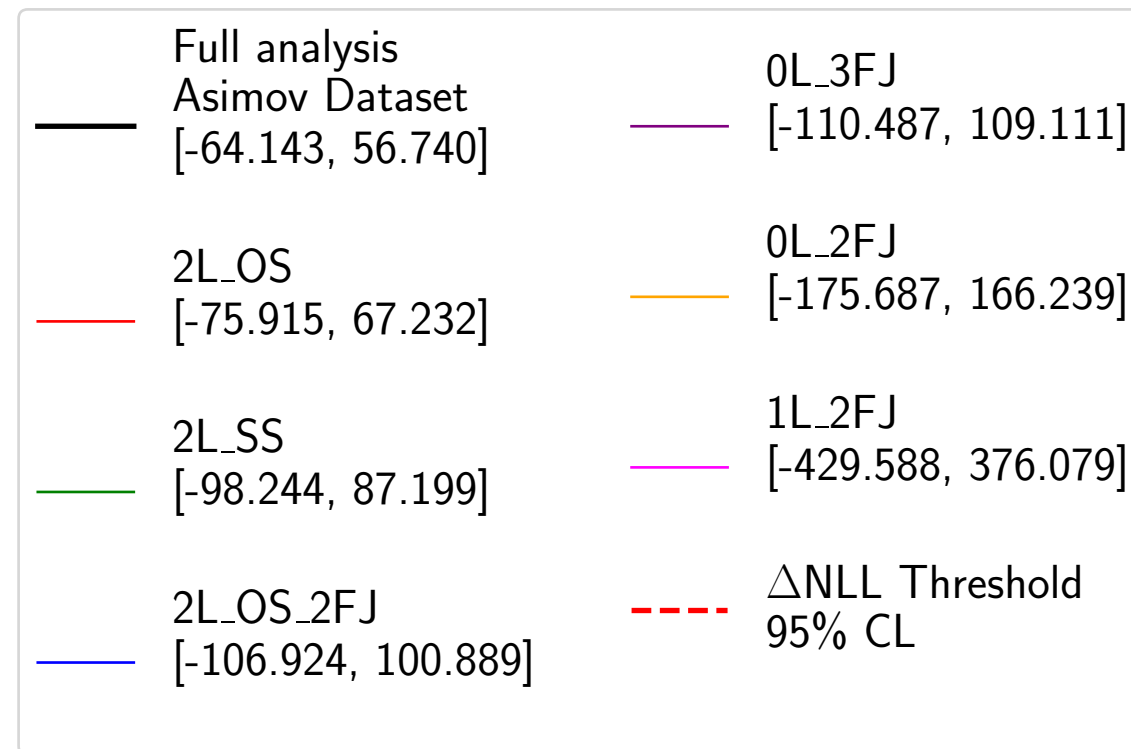 Full analysis
Asimov Dataset
[-64.143, 56.740]
2L_OS
[-75.915, 67.232]
2L_SS
[-98.244, 87.199]
2L_OS_2FJ
[-106.924, 100.889]
0L_3FJ
[-110.487, 109.111]
0L_2FJ
[-175.687, 166.239]
1L_2FJ
[-429.588, 376.079]
ΔNLL Threshold
95% CL